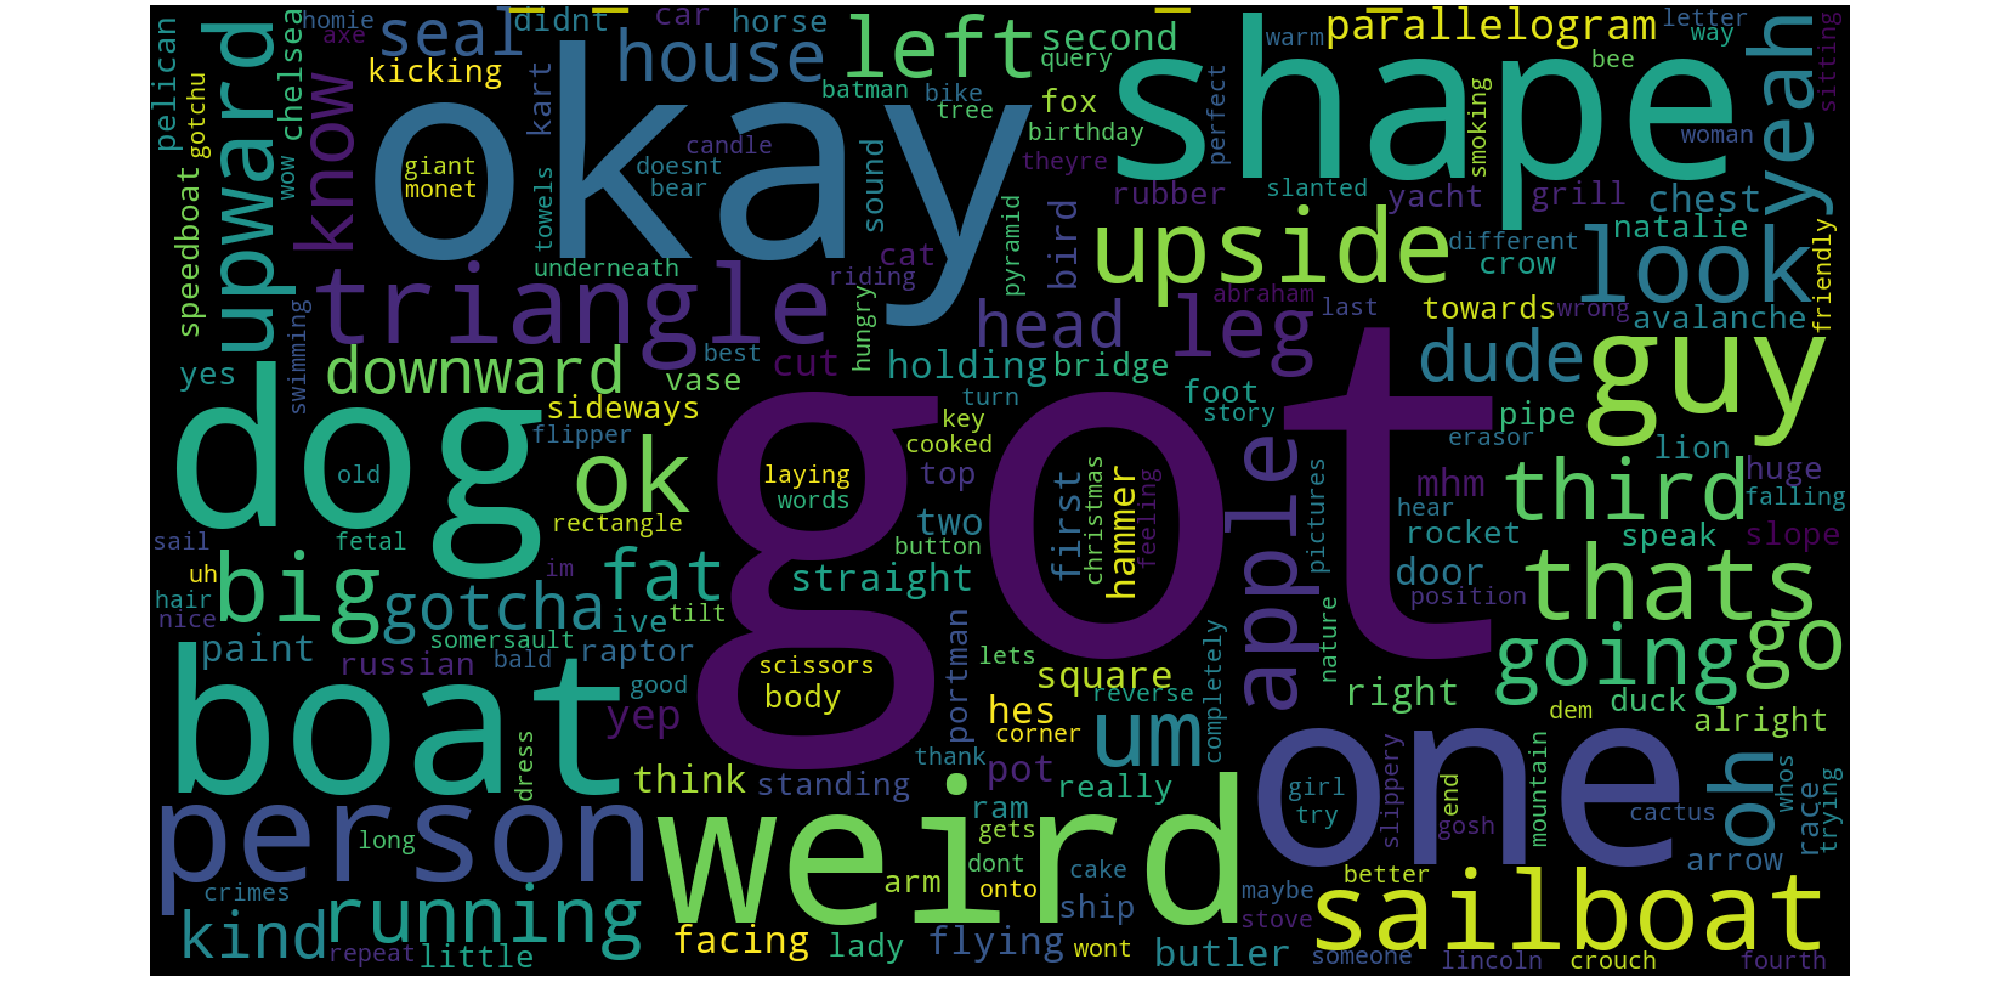 homie
didnt
car
horse
parallelogram
letter
axe
seal
house
left
second
warm
way
pelican
gotchu
upward
chelsea
know
kicking
kart
batman
bike
query
tree
fox
birthday
shape
bee
yeah
sitting
okay
candle
theyre
perfect
smoking
woman
giant
monet
doesnt
bear
sound
rubber
slanted
yacht
grill
chest
wow
towels
speedboat
cat
bird
pyramid
upside
different
natalie
look
crow
friendly
underneath
riding
abraham
last
towards
wrong
avalanche
triangle
head
leg
swimming
hungry
best
yes
downward
vase
cut
holding
bridge
dude
guy
sideways
turn
foot
story
pipe
flipper
key
cooked
erasor
lion
dog
old
ok
laying
words
top
got
first
christmas
hammer
feeling
apple
pictures
mhm
third
huge
falling
hear
rectangle
two
rocket
speak
slope
sail
fetal
button
uh
big
im
fat
straight
door
thats
hair
nice
gotcha
ive
tilt
position
somersault
completely
nature
paint
russian
bald
raptor
scissors
lets
portman
square
going
go
good
body
reverse
right
duck
boat
yep
hes
corner
um
dem
alright
dress
thank
think
standing
pot
really
one
girl
try
slippery
end
gosh
mountain
oh
whos
race
trying
person
weird
ram
gets
cactus
long
dont
arrow
arm
onto
cake
better
crimes
maybe
kind
running
ship
stove
sailboat
facing
lady
flying
wont
butler
repeat
little
someone
lincoln
crouch
fourth